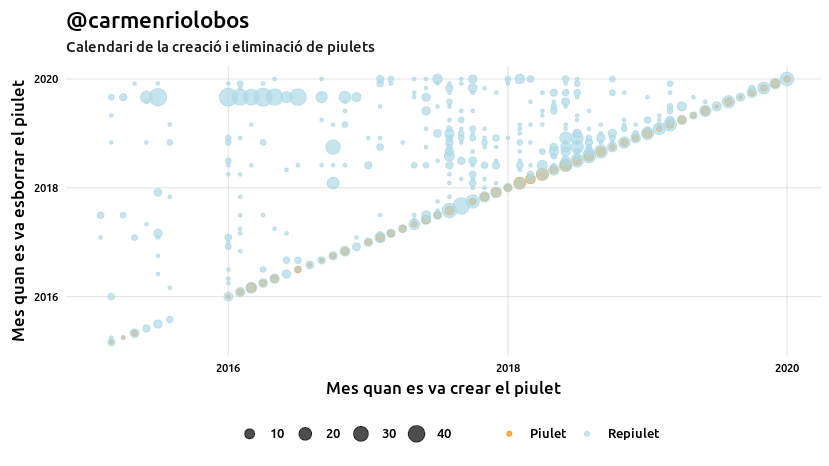 @carmenriolobos
Calendari de la creació i eliminació de piulets
Mes quan es va esborrar el piulet
2020
2018
2016
2016 2018 2020
Mes quan es va crear el piulet
10 20 30 40 Piulet Repiulet